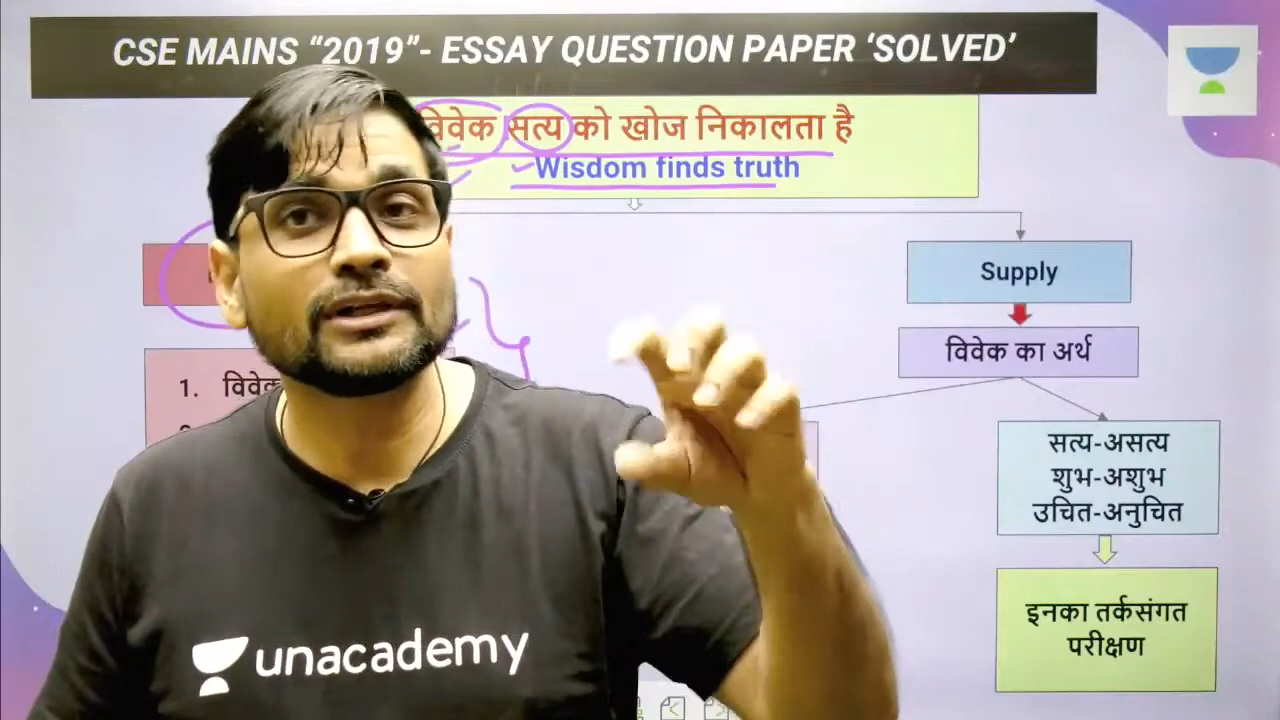 CSE MAINS “2019”- ESSAY QUESTION PAPER ‘SOLVED’
विवेक सत्य को खोज निकालता है
Wisdom finds truth
Supply
विवेक का अर्थ
1.
सत्य-असत्य
शुभ-अशुभ
उचित-अनुचित
इनका तर्कसंगत
परीक्षण
unacademy